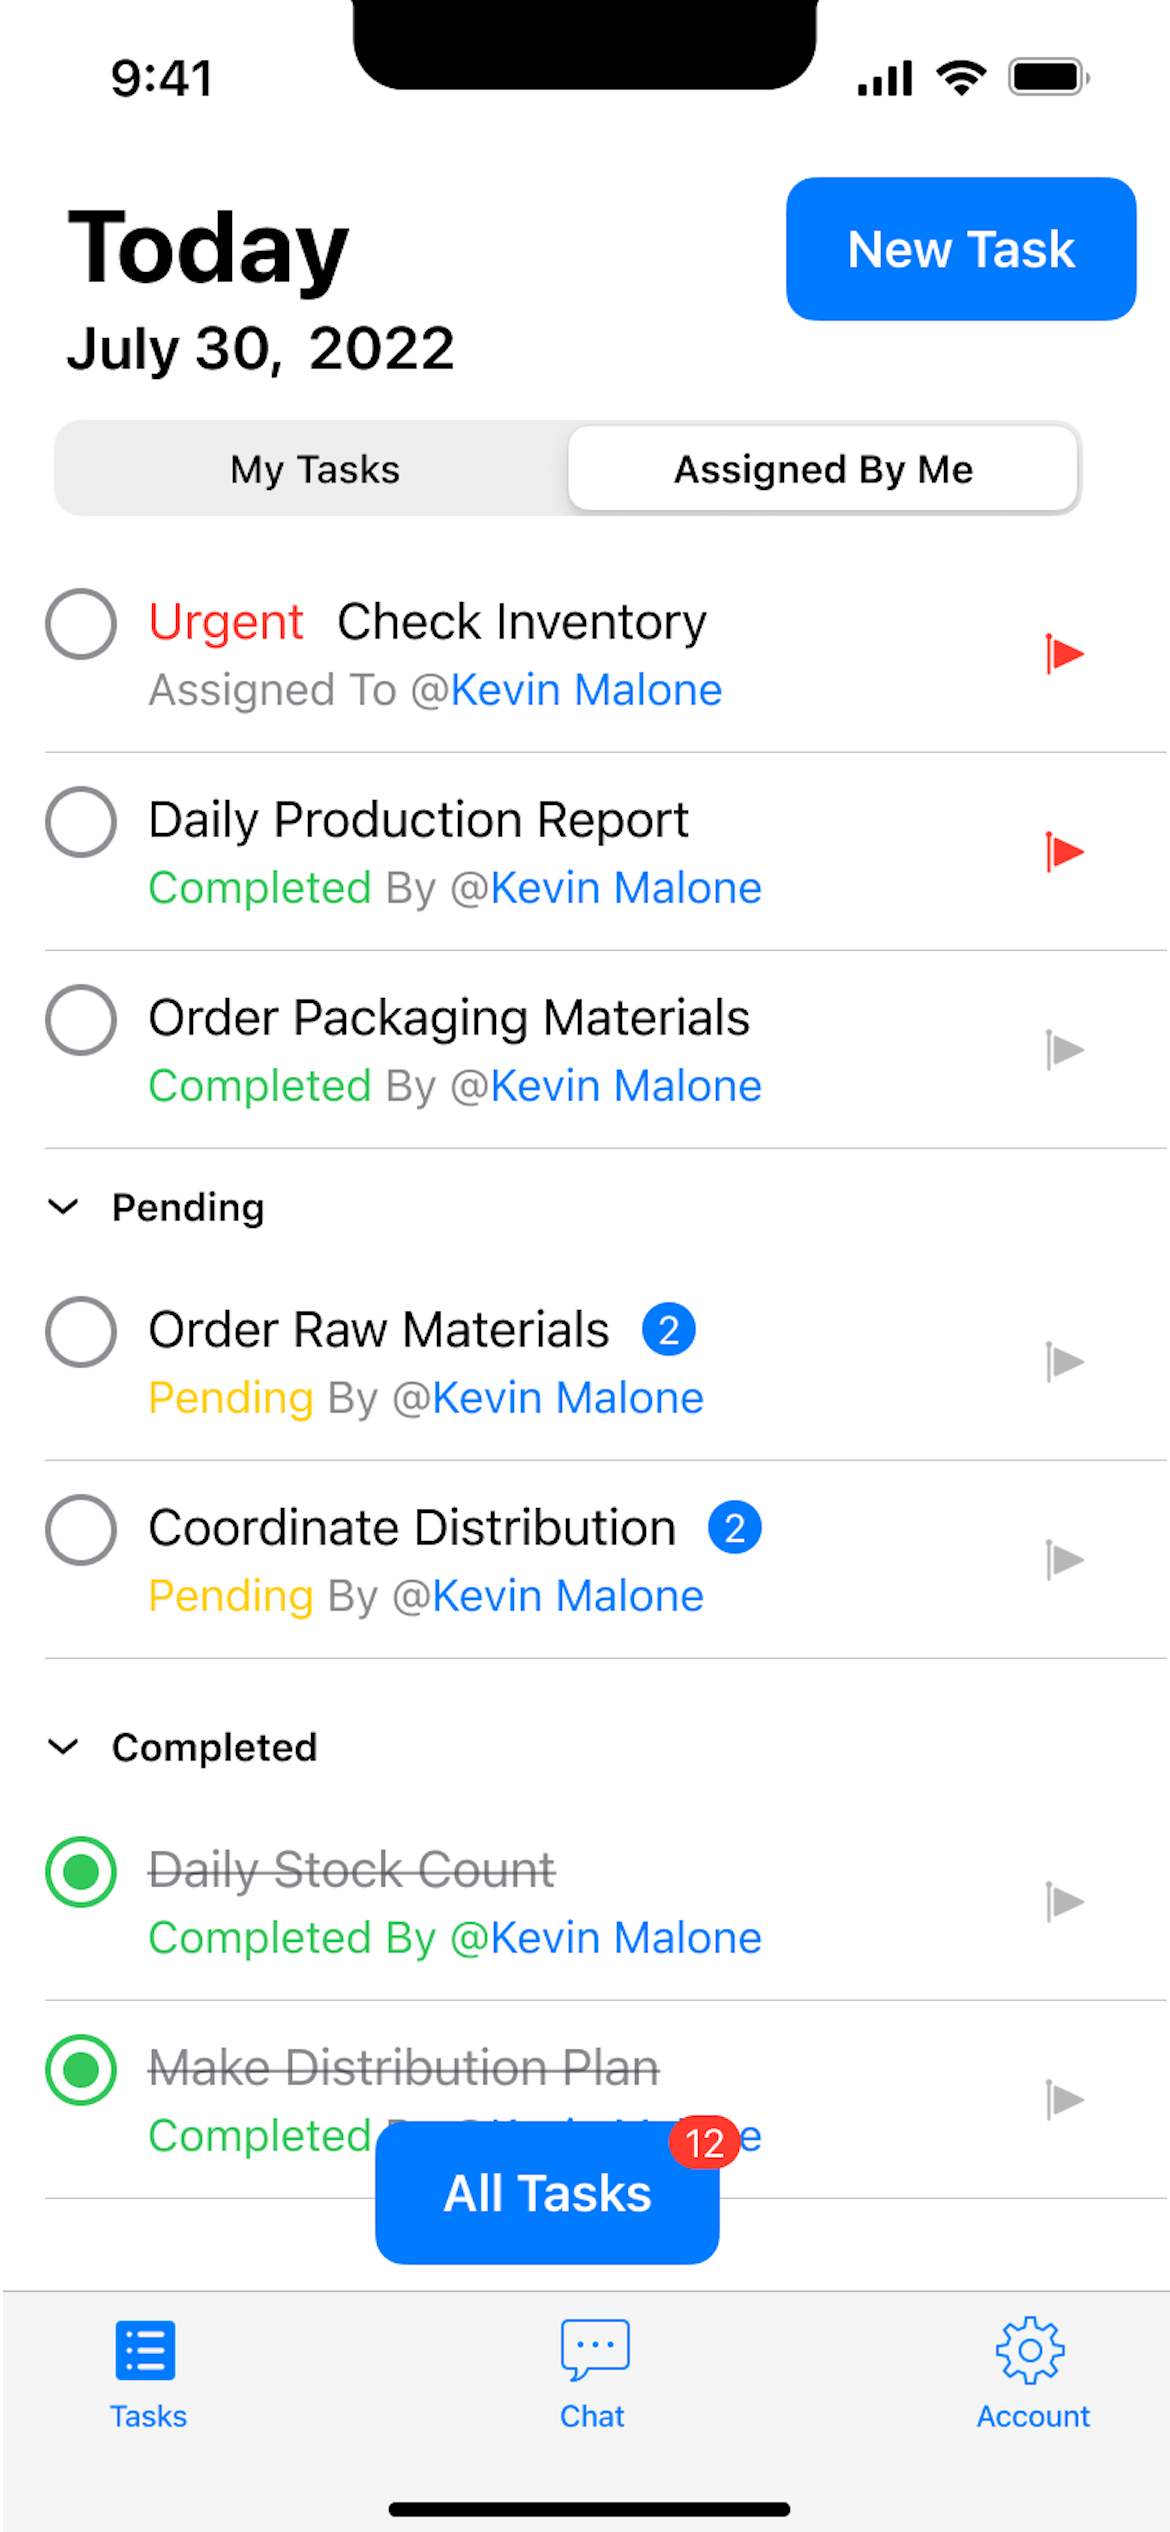 9:41
Today
New Task
July 30, 2022
My Tasks
Assigned By Me
Urgent Check Inventory
Assigned To @Kevin Malone
Daily Production Report
Completed By @Kevin Malone
Order Packaging Materials
Completed By @Kevin Malone
Pending
Order Raw Materials 2
Pending By @Kevin Malone
Coordinate Distribution 2
Pending By @Kevin Malone
Completed
Daily Stock Count
Completed By @Kevin Malone
Make Distribution Plan
Completed
12
All Tasks
Tasks
Chat
Account